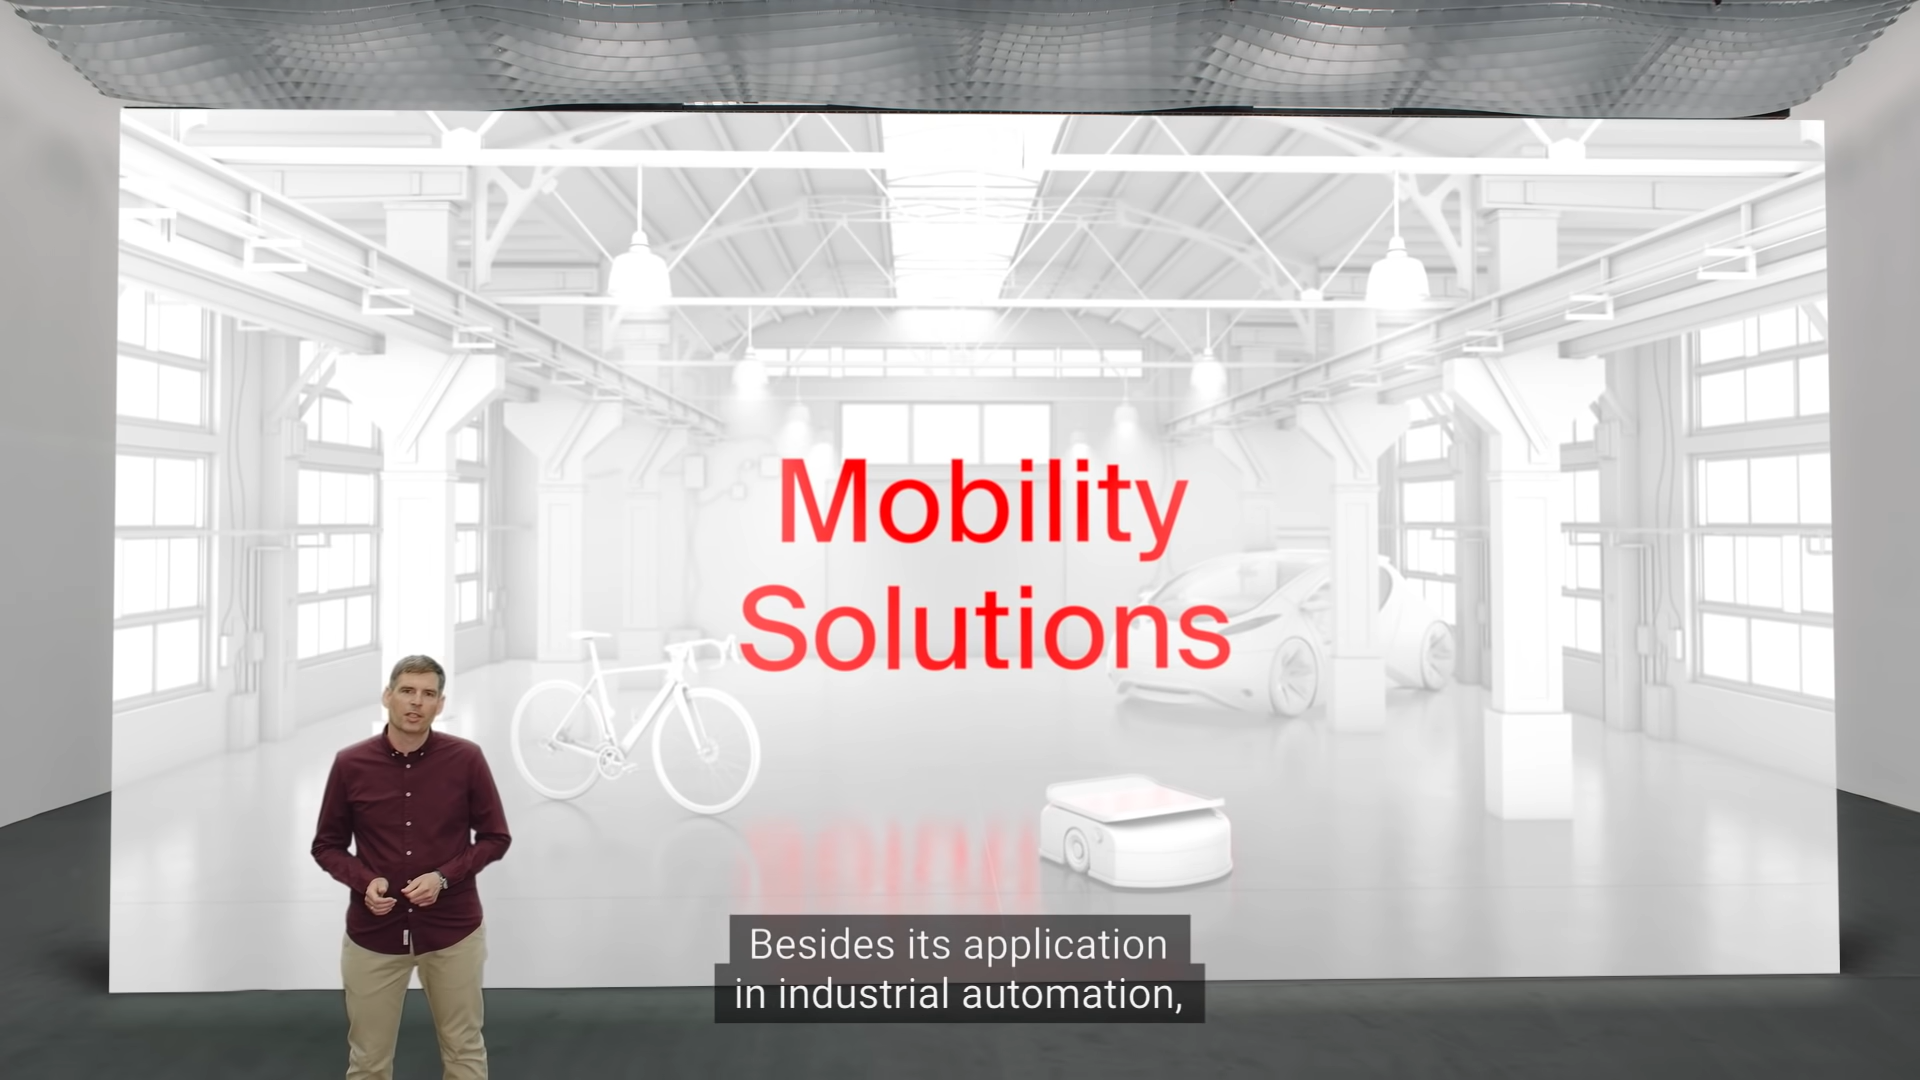 Mobility
Solutions
Besides its application
in industrial automation,